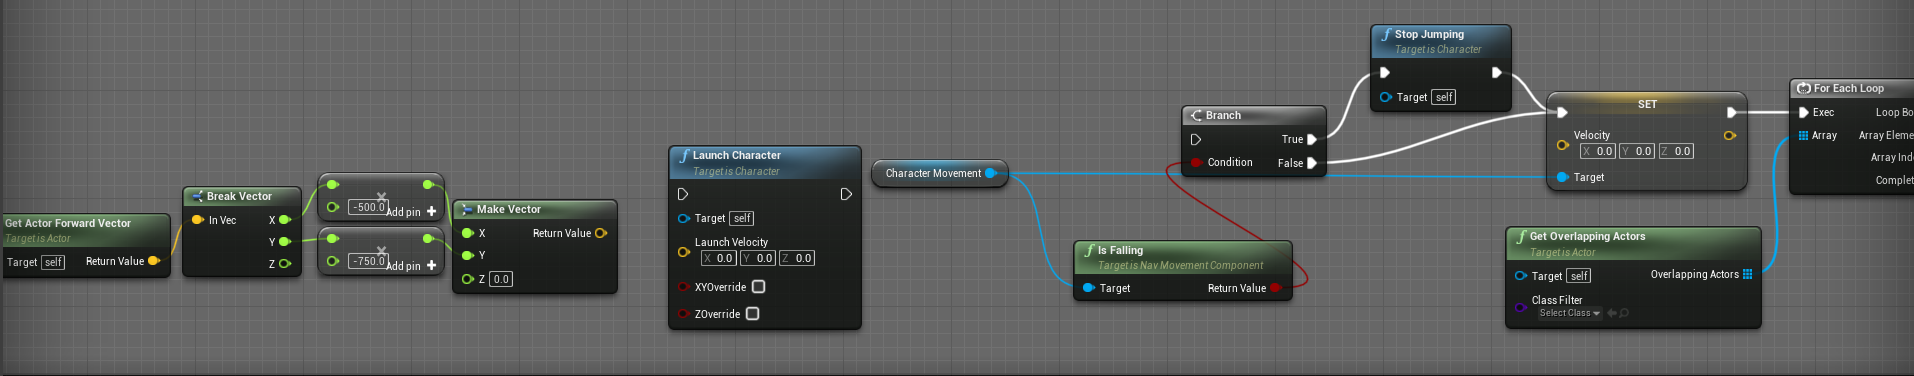 Get Actor Forward Vector
Target is Actor
Target self
Return Value
Break Vector
In Vec
X
Y
Z
-500.0
Add pin +
-750.0
Add pin +
Make Vector
X
Return Value
Y
Z 0.0
Launch Character
Target is Character
Target self
Launch Velocity
X 0.0 Y 0.0 Z 0.0
XYOverride
ZOverride
Character Movement
Is Falling
Target is Nav Movement Component
Target
Return Value
Branch
True
Condition
False
Stop Jumping
Target is Character
Target self
SET
Velocity
X 0.0 Y 0.0 Z 0.0
Target
Get Overlapping Actors
Target is Actor
Target self
Overlapping Actors
Class Filter
Select Class
For Each Loop
Exec
Loop Bo
Array
Array Eleme
Array Ind
Complet